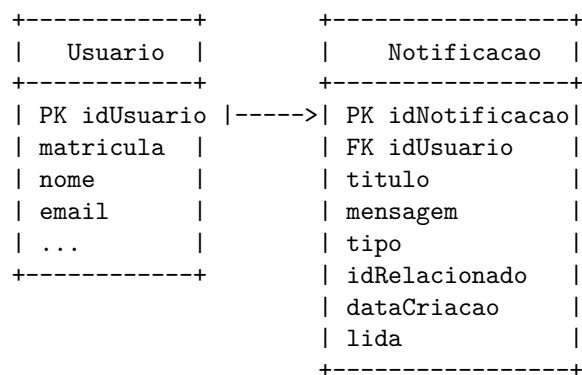 +------------+       +-----------------+
|   Usuario  |       |    Notificacao  |
+------------+       +-----------------+
| PK idUsuario |----->| PK idNotificacao|
| matricula  |       | FK idUsuario    |
| nome       |       | titulo          |
| email      |       | mensagem        |
| ...        |       | tipo            |
+------------+       | idRelacionado   |
                     | dataCriacao     |
                     | lida            |
                     +-----------------+